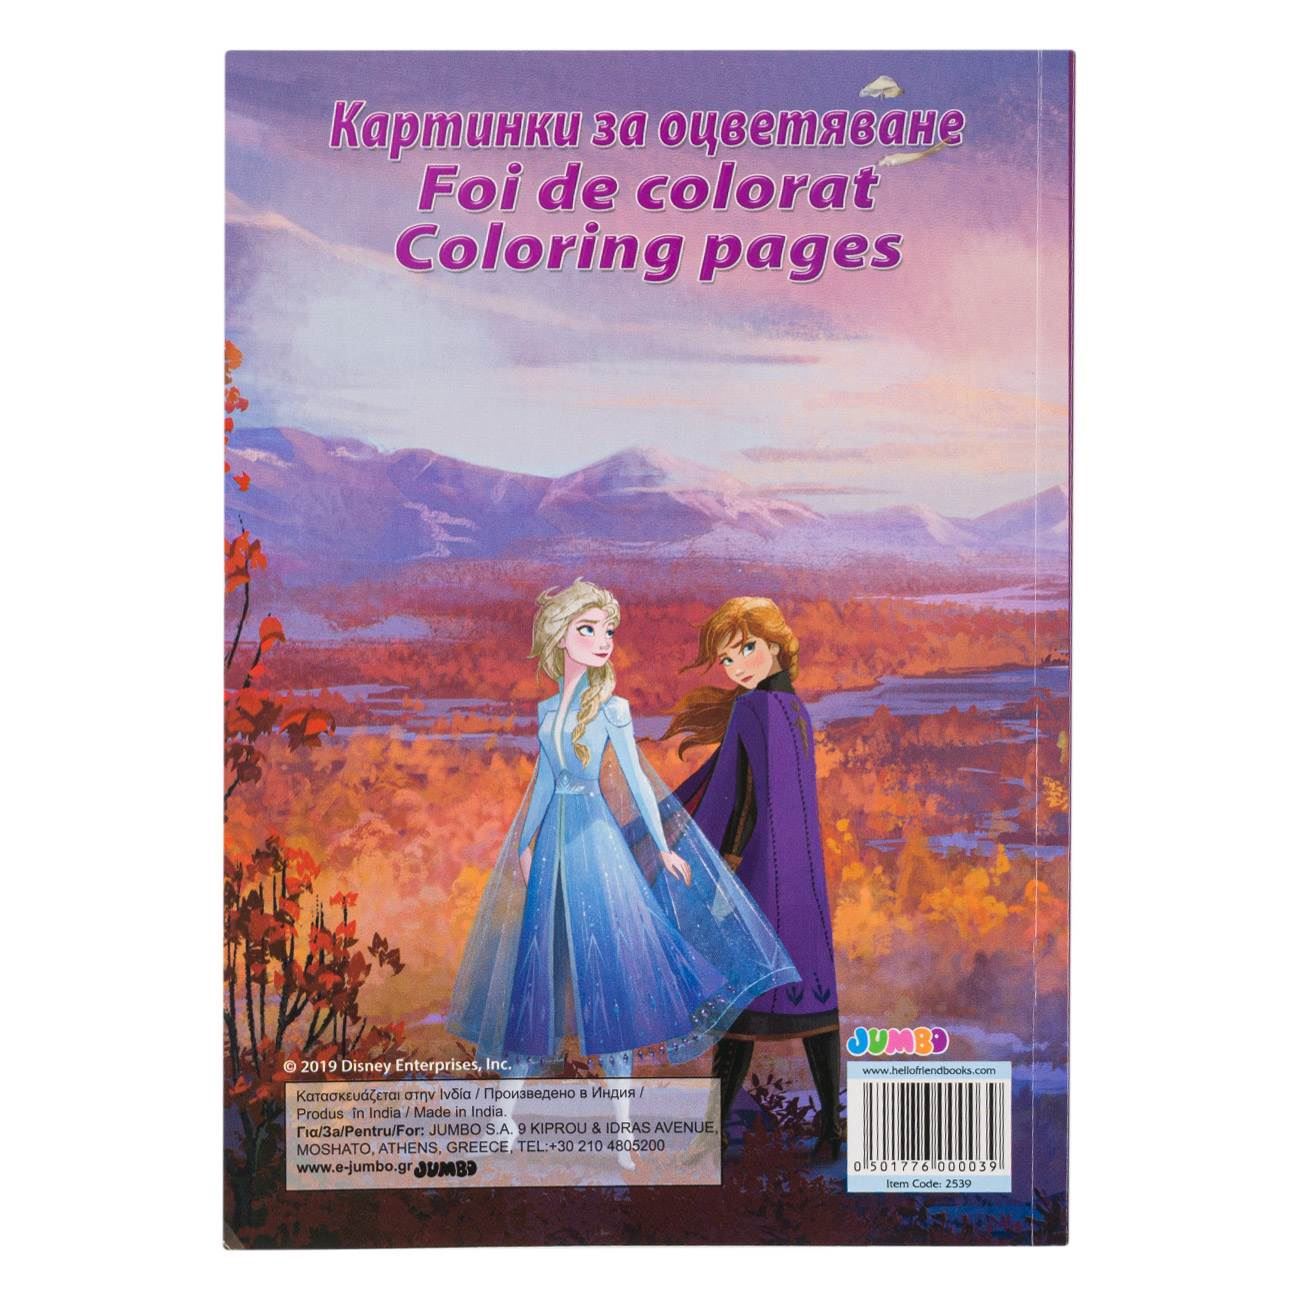 Картинки за оцветяване
Foi de colorat
Coloring pages
© 2019 Disney Enterprises, Inc.
Κατασκευάζεται στην Ινδία / Произведено в Индия /
Produs în India / Made in India.
Για/За/Pentru/For: JUMBO S.A. 9 KIPROU & IDRAS AVENUE,
MOSHATO, ATHENS, GREECE, TEL:+30 210 4805200
www.e-jumbo.gr JUMBO
JUMBO
www.hellofriendbooks.com
0 501776 000039
Item Code: 2539